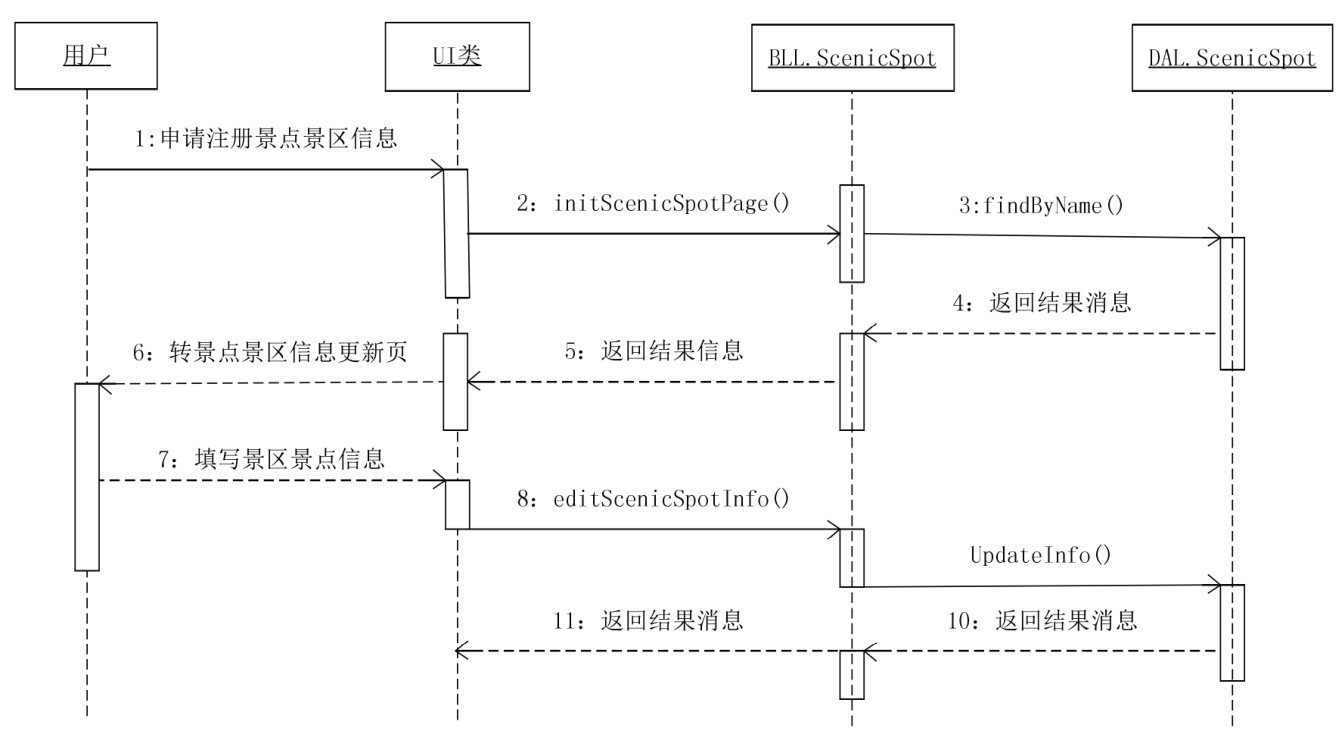 用户
UI类
BLL.ScenicSpot
DAL.ScenicSpot
1:申请注册景点景区信息
2: initScenicSpotPage()
3:findByName()
4: 返回结果消息
5: 返回结果信息
6: 转景点景区信息更新页
7: 填写景区景点信息
8: editScenicSpotInfo()
UpdateInfo()
10: 返回结果消息
11: 返回结果消息